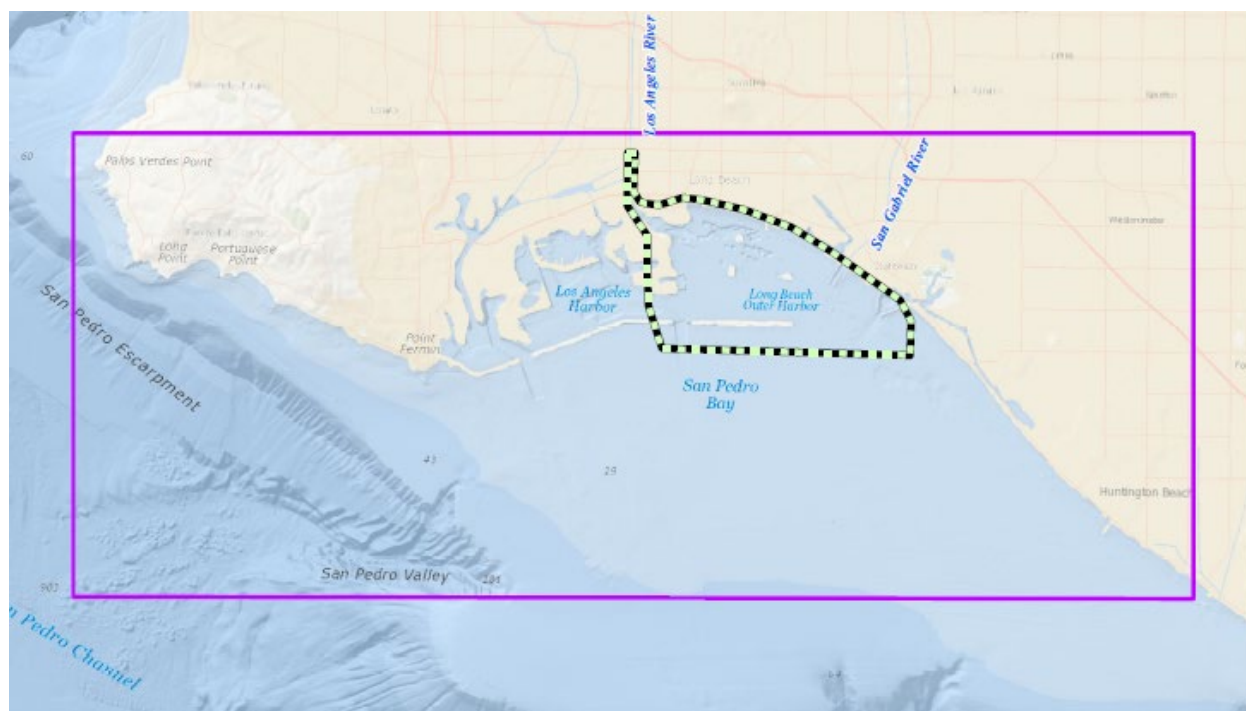 Los Angeles River
60
Palos Verdes Point
Long Beach
San Gabriel River
Westminster
Long
Point
Portuguese
Point
San Pedro Escarpment
Los Angeles
Harbor
Long Beach
Outer Harbor
Point
Fermin
San Pedro
Bay
43
29
Huntington Beach
San Pedro Valley
Pedro Channel